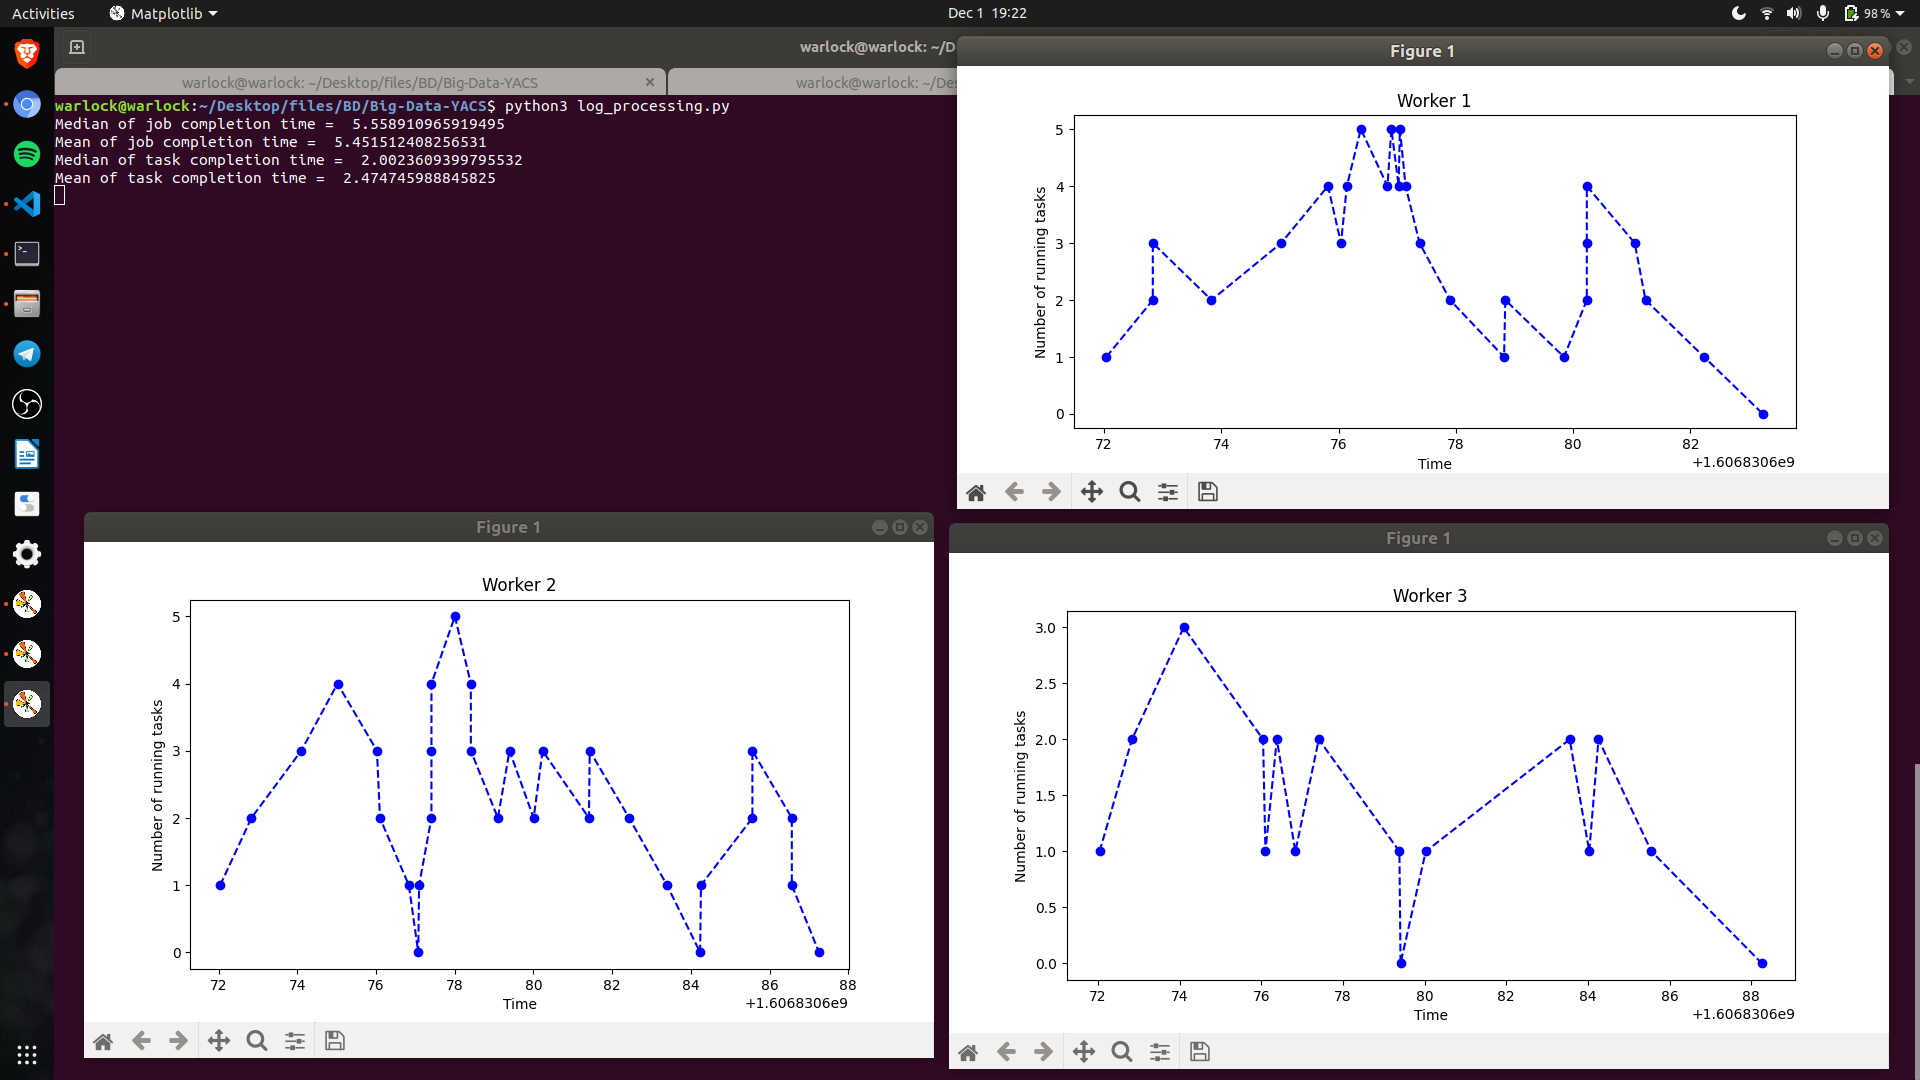 Activities
Matplotlib
Dec 1 19:22
98 %
warlock@warlock: ~/D
warlock@warlock: ~/Desktop/files/BD/Big-Data-YACS
warlock@warlock: ~/Des
warlock@warlock:~/Desktop/files/BD/Big-Data-YACS$ python3 log_processing.py
Median of job completion time =  5.558910965919495
Mean of job completion time =  5.451512408256531
Median of task completion time =  2.0023609399795532
Mean of task completion time =  2.474745988845825
Figure 1
Worker 1
Number of running tasks
5
4
3
2
1
0
72 74 76 78 80 82
Time
+1.6068306e9
Figure 1
Worker 2
Number of running tasks
5
4
3
2
1
0
72 74 76 78 80 82 84 86 88
Time
+1.6068306e9
Figure 1
Worker 3
Number of running tasks
3.0
2.5
2.0
1.5
1.0
0.5
0.0
72 74 76 78 80 82 84 86 88
Time
+1.6068306e9